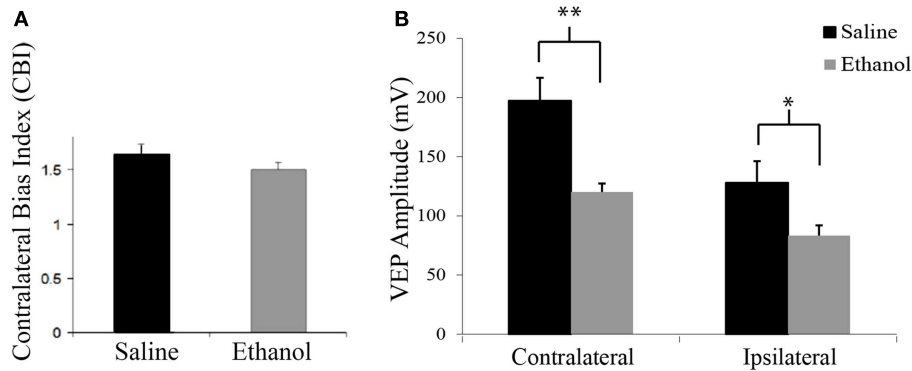 A
Contralateral Bias Index (CBI)
1.5
1
0.5
0
Saline
Ethanol
B
VEP Amplitude (mV)
250
200
150
100
50
0
**
*
Saline
Ethanol
Contralateral
Ipsilateral